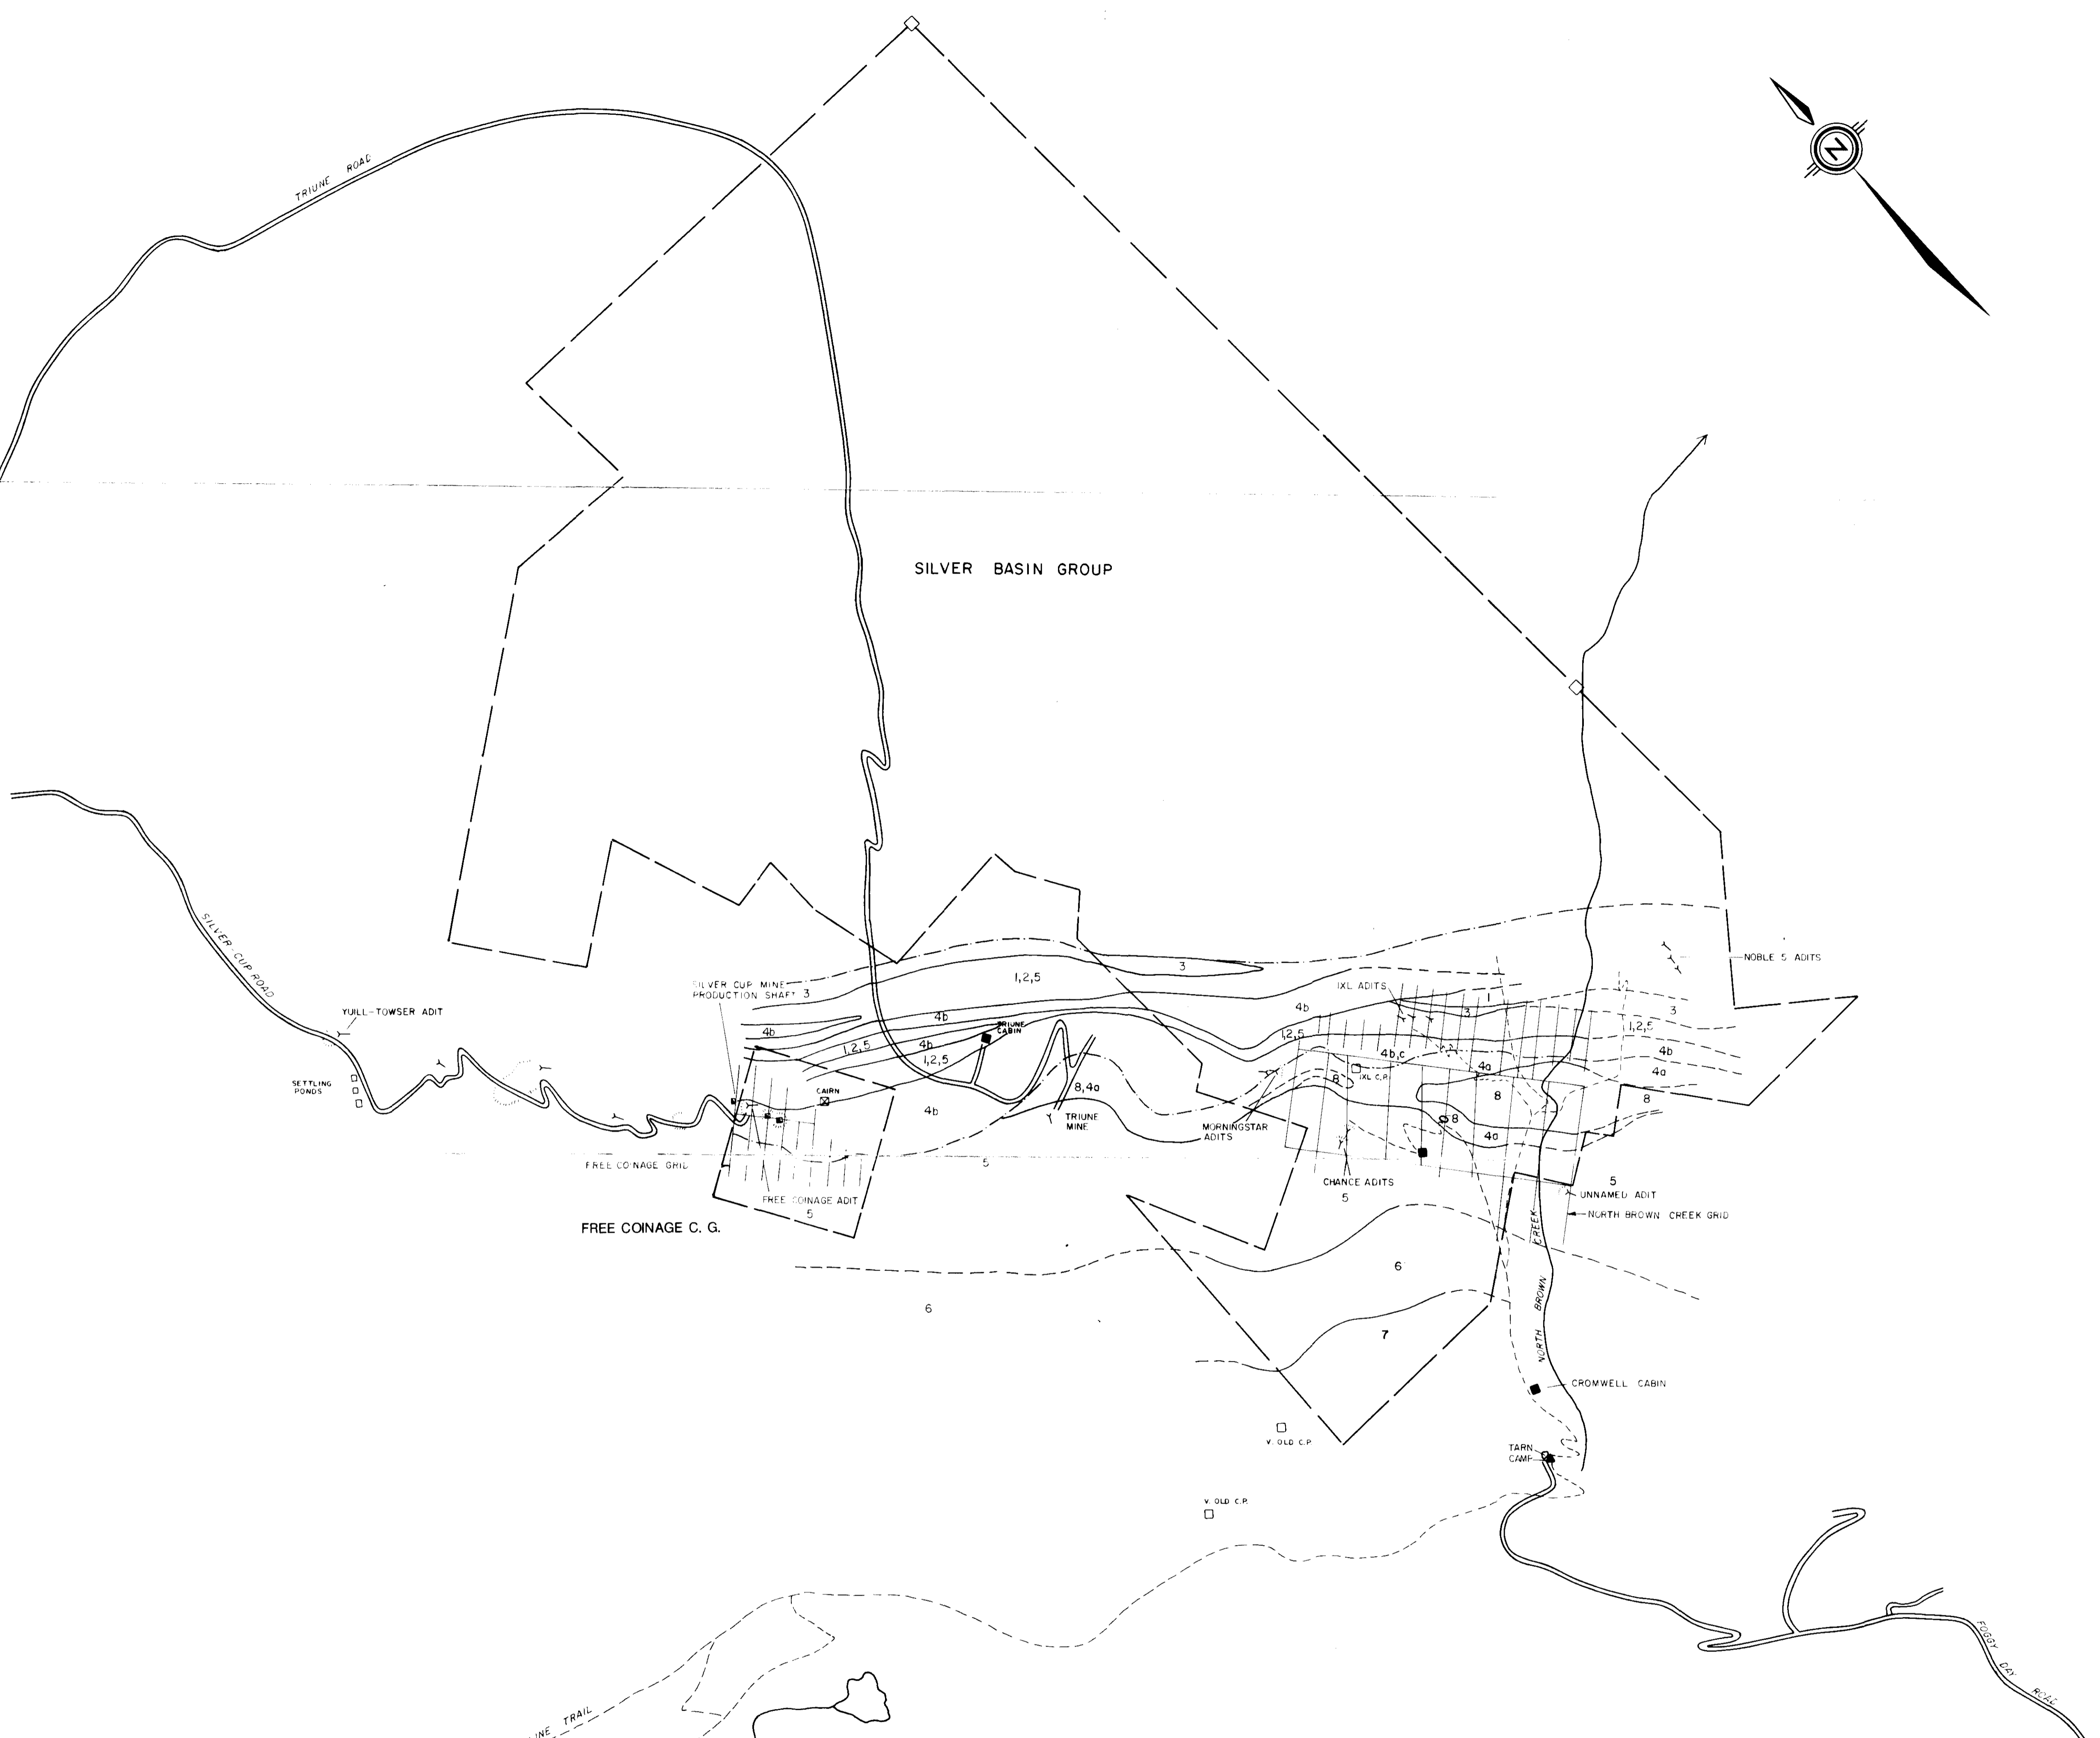 TRIUNE ROAD
N
SILVER BASIN GROUP
SILVER-CUP ROAD
YUILL-TOWSER ADIT
SETTLING
PONDS
SILVER CUP MINE
PRODUCTION SHAFT
3
1,2,5
3
4b
4b
4b
1,2,5
4b
1,2,5
TRIUNE
CABIN
CAIRN
4b
8,4a
TRIUNE
MINE
FREE COINAGE GRID
FREE COINAGE ADIT
5
FREE COINAGE C. G.
5
6
IXL ADITS
4b
1
3
1,2,5
4b,c
8
IXL C.P.
4a
8
8
4a
MORNINGSTAR
ADITS
CHANCE ADITS
5
NOBLE 5 ADITS
3
1,2,5
4b
4a
8
5
UNNAMED ADIT
NORTH BROWN CREEK GRID
NORTH BROWN CREEK
6
7
CROMWELL CABIN
V. OLD C.P.
TARN
CAMP
V. OLD C.P.
FOGGY DAY ROAD
TRAIL